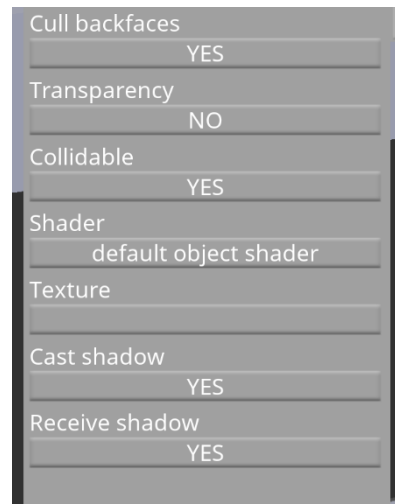 Cull backfaces
YES
Transparency
NO
Collidable
YES
Shader
default object shader
Texture
Cast shadow
YES
Receive shadow
YES